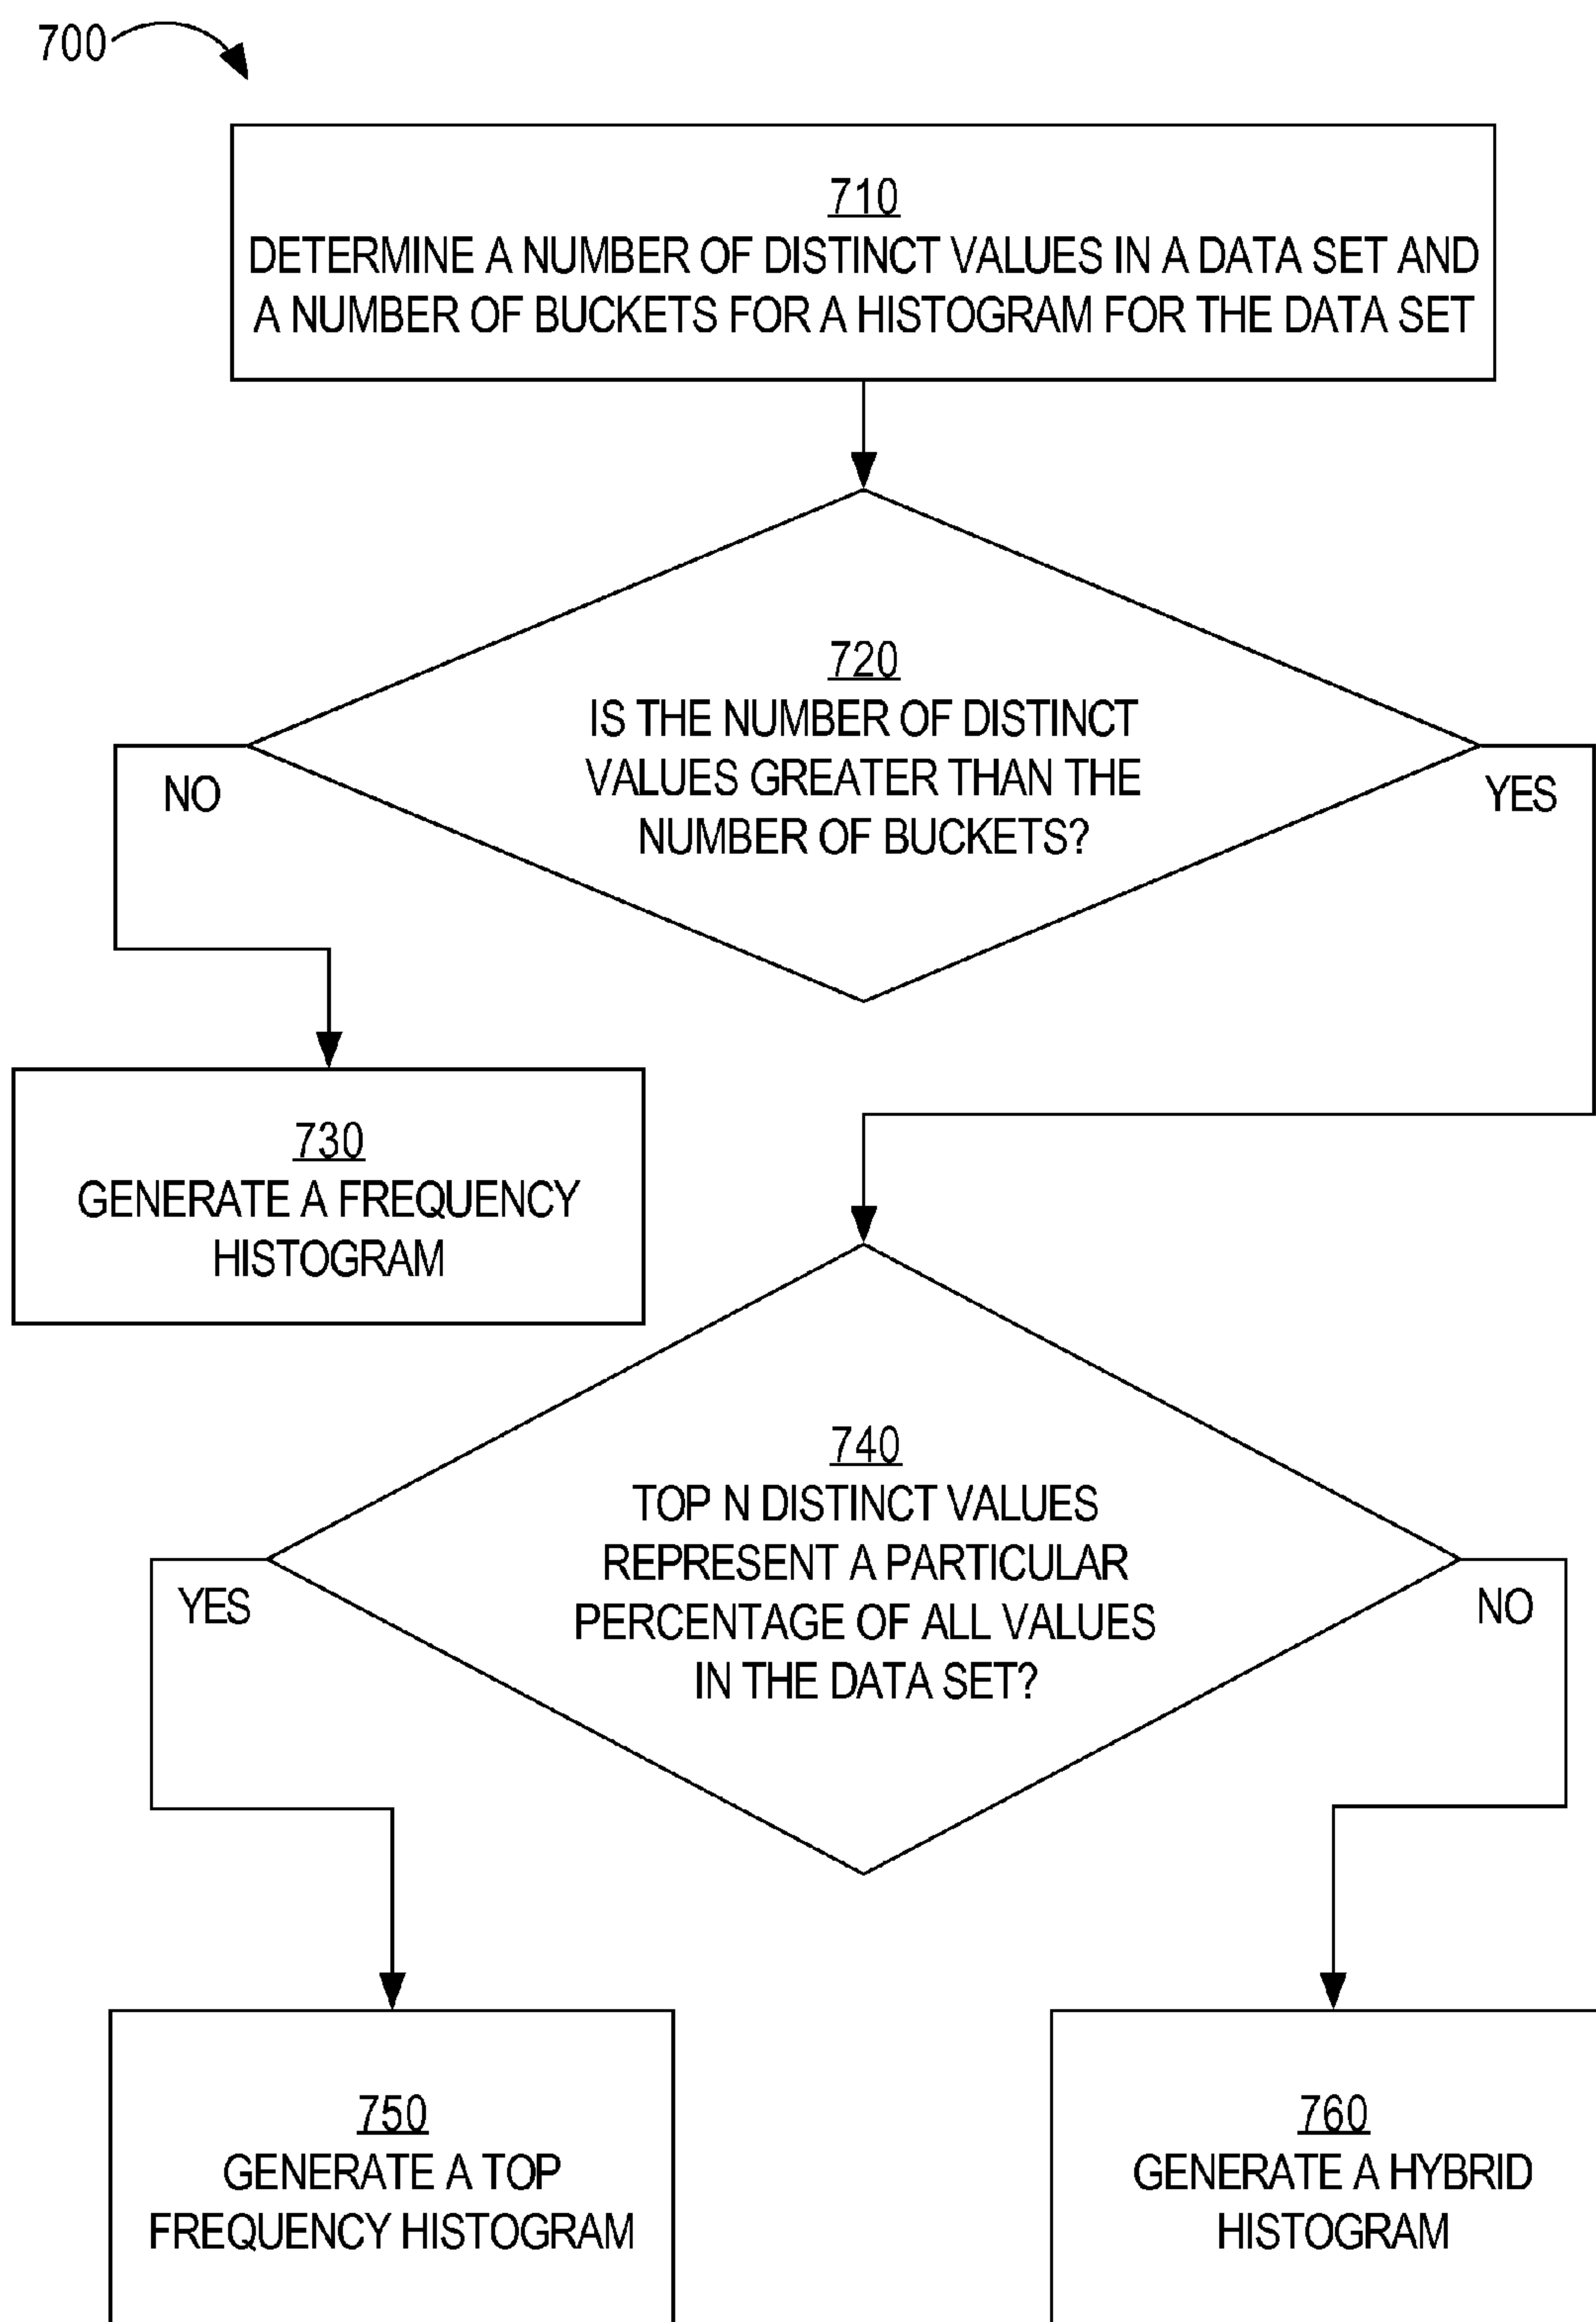 700
710
DETERMINE A NUMBER OF DISTINCT VALUES IN A DATA SET AND
A NUMBER OF BUCKETS FOR A HISTOGRAM FOR THE DATA SET
720
IS THE NUMBER OF DISTINCT
VALUES GREATER THAN THE
NUMBER OF BUCKETS?
NO
YES
730
GENERATE A FREQUENCY
HISTOGRAM
740
TOP N DISTINCT VALUES
REPRESENT A PARTICULAR
PERCENTAGE OF ALL VALUES
IN THE DATA SET?
YES
NO
750
GENERATE A TOP
FREQUENCY HISTOGRAM
760
GENERATE A HYBRID
HISTOGRAM